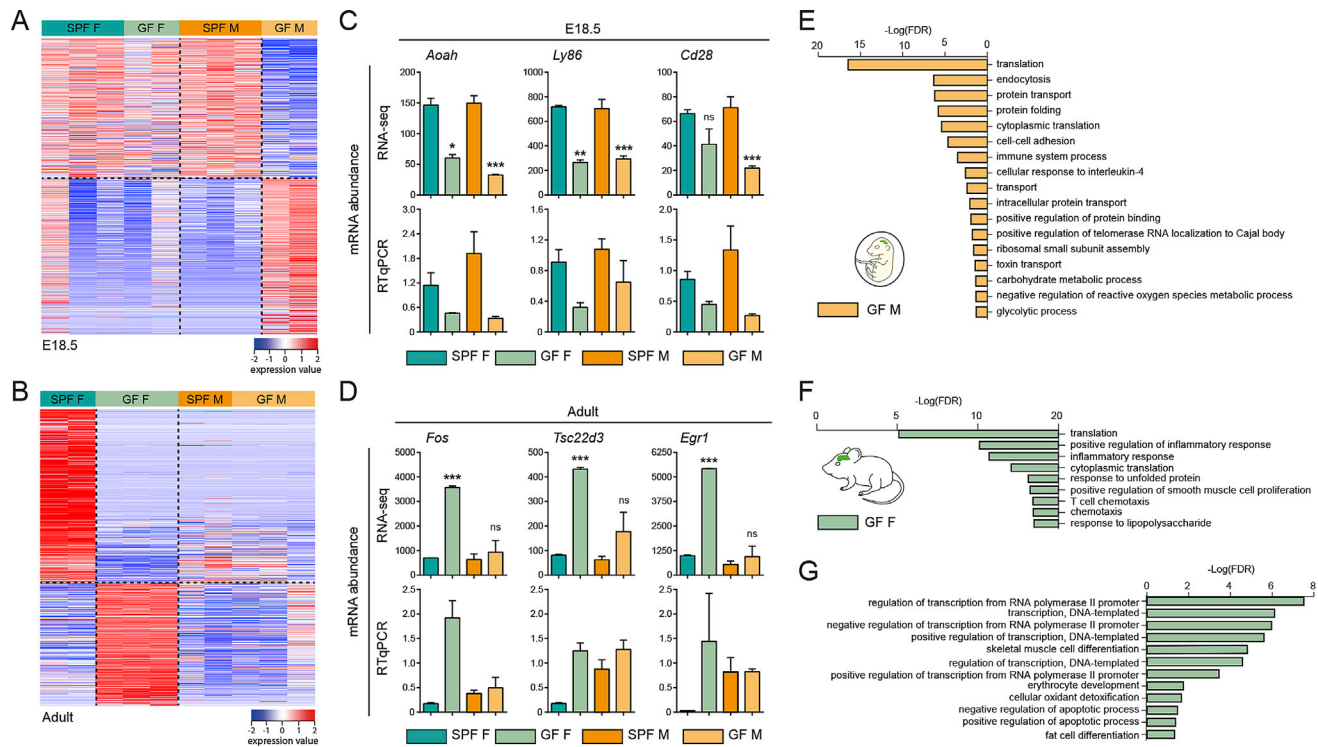 A
SPF F GF F SPF M GF M
E18.5
-2 -1 0 1 2
expression value
B
SPF F GF F SPF M GF M
Adult
-2 -1 0 1 2
expression value
C
E18.5
Aoah Ly86 Cd28
mRNA abundance
RNA-seq
200
150
100
50
0
* ***
1000
800
600
400
200
0
** ***
100
80
60
40
20
0
ns ***
RTqPCR
3.0
2.4
1.8
1.2
0.6
0
1.6
1.2
0.8
0.4
0
2.0
1.5
1.0
0.5
0
SPF F GF F SPF M GF M
D
Adult
Fos Tsc22d3 Egr1
mRNA abundance
RNA-seq
5000
4000
3000
2000
1000
0
*** ns
500
400
300
200
100
0
*** ns
6250
5000
3750
2500
1250
0
*** ns
RTqPCR
2.5
2.0
1.5
1.0
0.5
0.0
2.5
2.0
1.5
1.0
0.5
0.0
2.5
2.0
1.5
1.0
0.5
0.0
SPF F GF F SPF M GF M
E
-Log(FDR)
20 15 10 5 0
translation
endocytosis
protein transport
protein folding
cytoplasmic translation
cell-cell adhesion
immune system process
cellular response to interleukin-4
transport
intracellular protein transport
positive regulation of protein binding
positive regulation of telomerase RNA localization to Cajal body
ribosomal small subunit assembly
toxin transport
carbohydrate metabolic process
negative regulation of reactive oxygen species metabolic process
glycolytic process
GF M
F
-Log(FDR)
0 5 10 20
translation
positive regulation of inflammatory response
inflammatory response
cytoplasmic translation
response to unfolded protein
positive regulation of smooth muscle cell proliferation
T cell chemotaxis
chemotaxis
response to lipopolysaccharide
GF F
G
-Log(FDR)
0 2 4 6 8
regulation of transcription from RNA polymerase II promoter
transcription, DNA-templated
negative regulation of transcription from RNA polymerase II promoter
positive regulation of transcription, DNA-templated
skeletal muscle cell differentiation
regulation of transcription, DNA-templated
positive regulation of transcription from RNA polymerase II promoter
erythrocyte development
cellular oxidant detoxification
negative regulation of apoptotic process
positive regulation of apoptotic process
fat cell differentiation